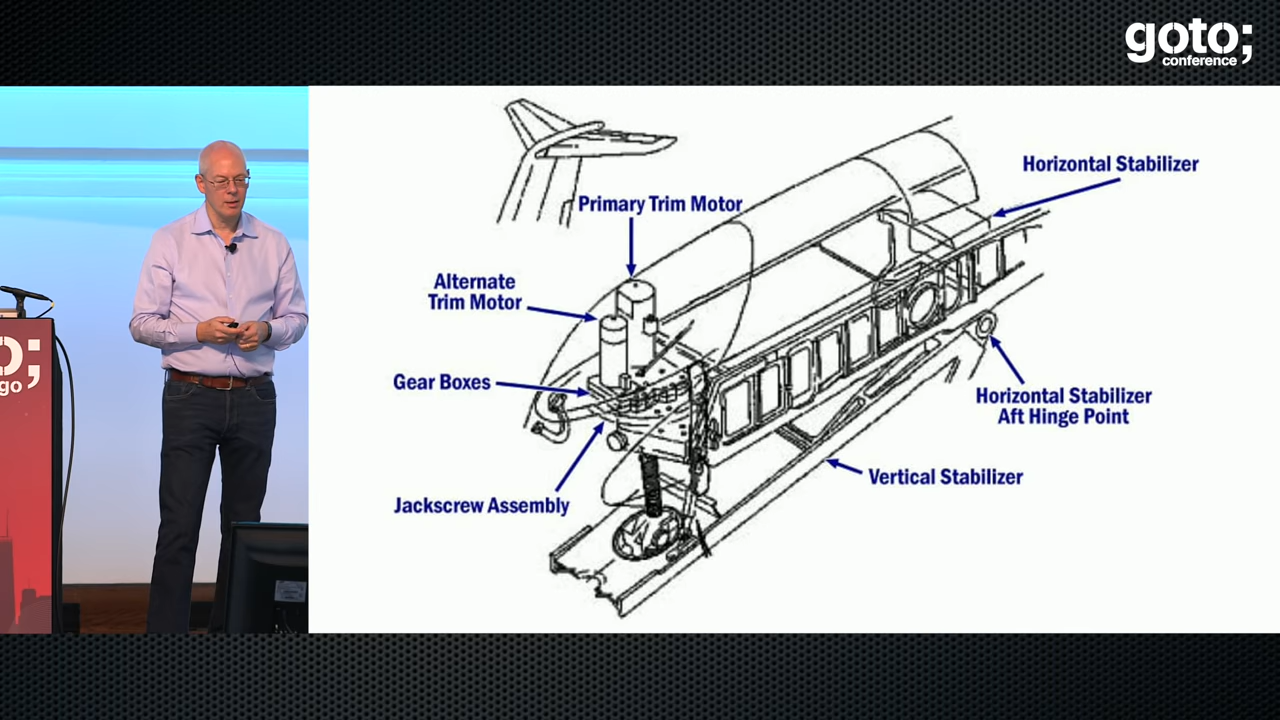 goto;
conference
Horizontal Stabilizer
Primary Trim Motor
Alternate
Trim Motor
Gear Boxes
Horizontal Stabilizer
Aft Hinge Point
Vertical Stabilizer
Jackscrew Assembly
O;
go